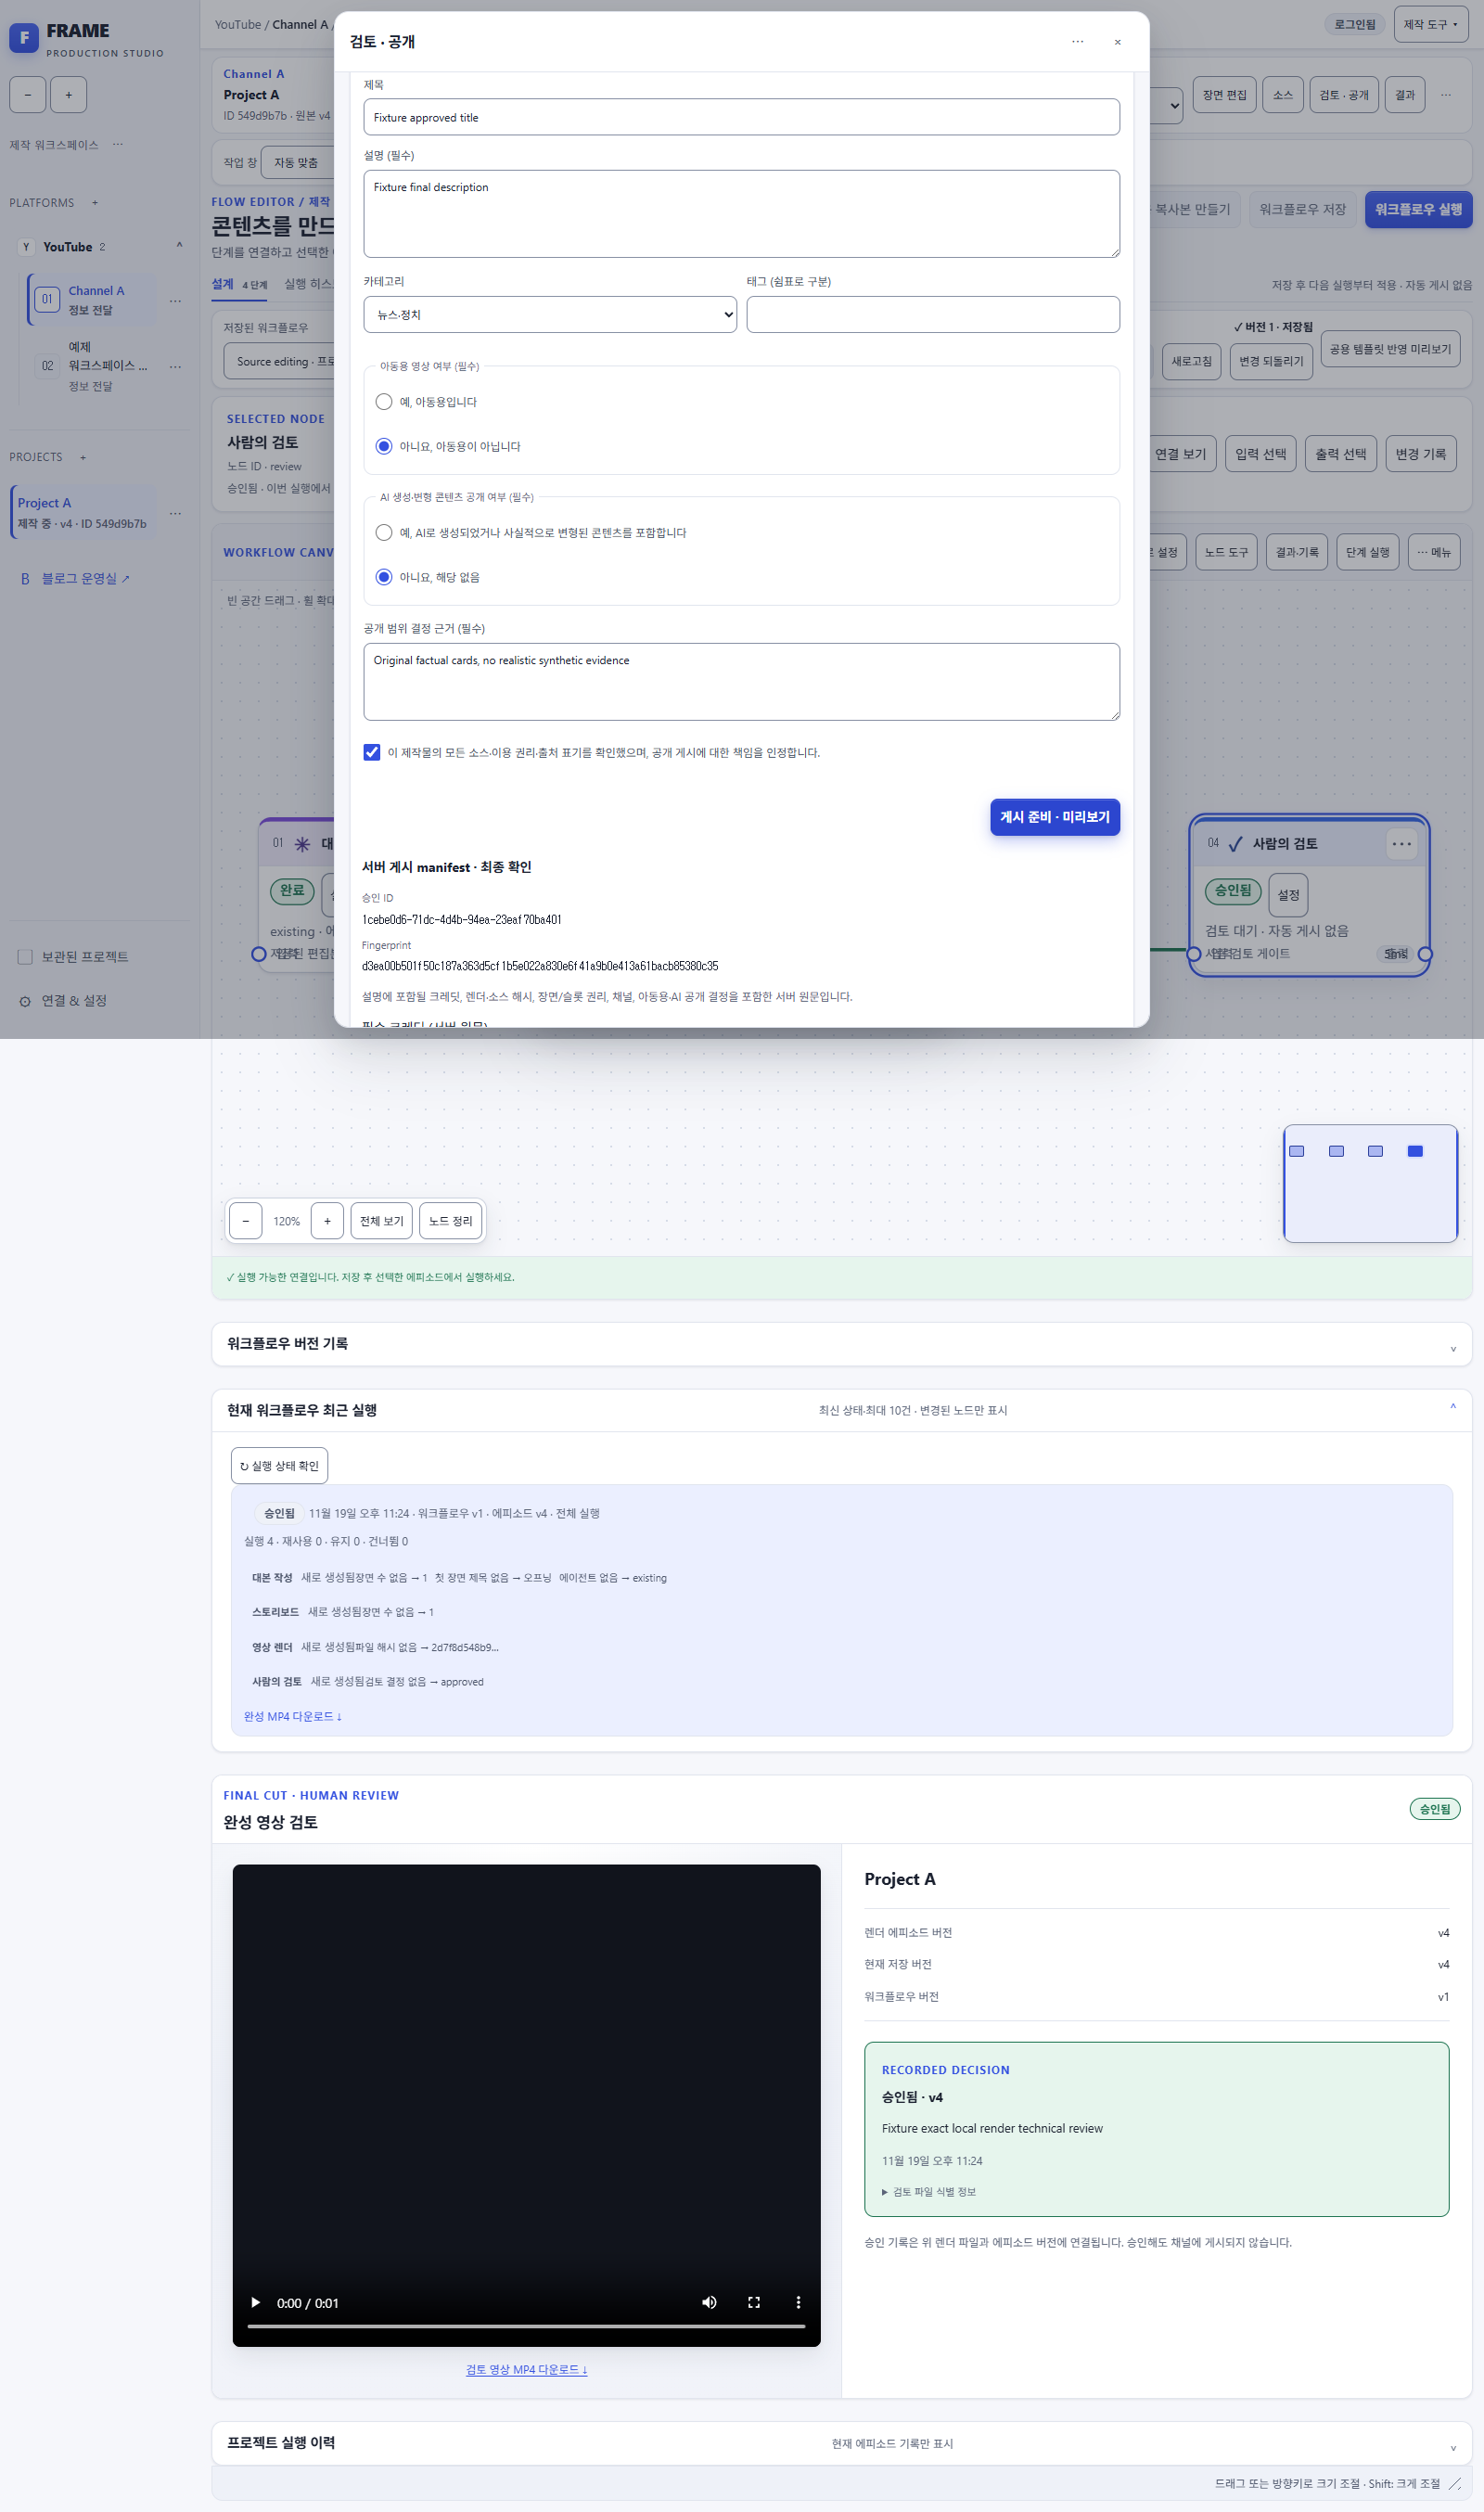 F FRAME
PRODUCTION STUDIO
−
+
제작 워크스페이스 ⋯
PLATFORMS +
Y YouTube 2 ^
01 Channel A
정보 전달
⋯
02 예제
워크스페이스 ...
정보 전달
⋯
PROJECTS +
Project A
제작 중 · v4 · ID 549d9b7b
⋯
B 블로그 운영실 ↗
보관된 프로젝트
연결 & 설정
YouTube / Channel A /
로그인됨
제작 도구
Channel A
Project A
ID 549d9b7b · 원본 v4
장면 편집
소스
검토 · 공개
결과
⋯
작업 창
자동 맞춤
FLOW EDITOR / 제작
콘텐츠를 만드
단계를 연결하고 선택한
복사본 만들기
워크플로우 저장
워크플로우 실행
설계 4 단계
실행 히스
저장 후 다음 실행부터 적용 · 자동 게시 없음
저장된 워크플로우
Source editing · 프로
✓ 버전 1 · 저장됨
새로고침
변경 되돌리기
공용 템플릿 반영 미리보기
SELECTED NODE
사람의 검토
노드 ID · review
승인됨 · 이번 실행에서
연결 보기
입력 선택
출력 선택
변경 기록
WORKFLOW CANV
설정
노드 도구
결과·기록
단계 실행
⋯ 메뉴
빈 공간 드래그 · 휠 확대
01
완료
existing · 에
04 ✓ 사람의 검토
⋯
승인됨
설정
검토 대기 · 자동 게시 없음
검토 게이트
5ms
검토 · 공개
⋯
×
제목
Fixture approved title
설명 (필수)
Fixture final description
카테고리
태그 (쉼표로 구분)
뉴스·정치
아동용 영상 여부 (필수)
예, 아동용입니다
아니요, 아동용이 아닙니다
AI 생성·변형 콘텐츠 공개 여부 (필수)
예, AI로 생성되었거나 사실적으로 변형된 콘텐츠를 포함합니다
아니요, 해당 없음
공개 범위 결정 근거 (필수)
Original factual cards, no realistic synthetic evidence
이 제작물의 모든 소스·이용 권리·출처 표기를 확인했으며, 공개 게시에 대한 책임을 인정합니다.
게시 준비 · 미리보기
서버 게시 manifest · 최종 확인
승인 ID
1cebe0d6-71dc-4d4b-94ea-23eaf70ba401
Fingerprint
d3ea00b501f50c187a363d5cf1b5e022a830e6f41a9b0e413a61bacb85380c35
설명에 포함될 크레딧, 렌더·소스 해시, 장면/슬롯 권리, 채널, 아동용·AI 공개 결정을 포함한 서버 원문입니다.
필수 크레딧 (서버 원문)
−
120%
+
전체 보기
노드 정리
✓ 실행 가능한 연결입니다. 저장 후 선택한 에피소드에서 실행하세요.
워크플로우 버전 기록
현재 워크플로우 최근 실행
최신 상태·최대 10건 · 변경된 노드만 표시
↻ 실행 상태 확인
승인됨 11월 19일 오후 11:24 · 워크플로우 v1 · 에피소드 v4 · 전체 실행
실행 4 · 재사용 0 · 유지 0 · 건너뜀 0
대본 작성 새로 생성됨장면 수 없음 → 1 첫 장면 제목 없음 → 오프닝 에이전트 없음 → existing
스토리보드 새로 생성됨장면 수 없음 → 1
영상 렌더 새로 생성됨파일 해시 없음 → 2d7f8d548b9...
사람의 검토 새로 생성됨검토 결정 없음 → approved
완성 MP4 다운로드 ↓
FINAL CUT · HUMAN REVIEW
완성 영상 검토
승인됨
0:00 / 0:01
검토 영상 MP4 다운로드 ↓
Project A
렌더 에피소드 버전 v4
현재 저장 버전 v4
워크플로우 버전 v1
RECORDED DECISION
승인됨 · v4
Fixture exact local render technical review
11월 19일 오후 11:24
▶ 검토 파일 식별 정보
승인 기록은 위 렌더 파일과 에피소드 버전에 연결됩니다. 승인해도 채널에 게시되지 않습니다.
프로젝트 실행 이력
현재 에피소드 기록만 표시
드래그 또는 방향키로 크기 조절 · Shift: 크게 조절